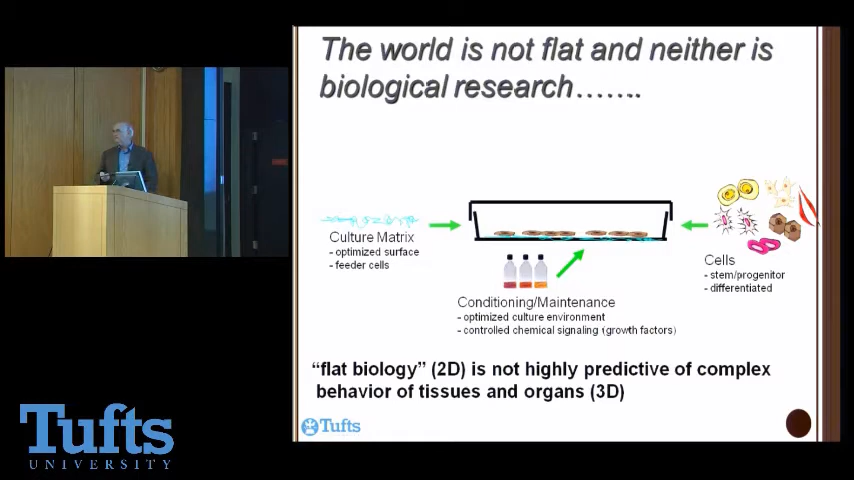 The world is not flat and neither is
biological research…….
Culture Matrix
- optimized surface
- feeder cells
Cells
- stem/progenitor
- differentiated
Conditioning/Maintenance
- optimized culture environment
- controlled chemical signaling (growth factors)
“flat biology” (2D) is not highly predictive of complex
behavior of tissues and organs (3D)
Tufts
Tufts
UNIVERSITY